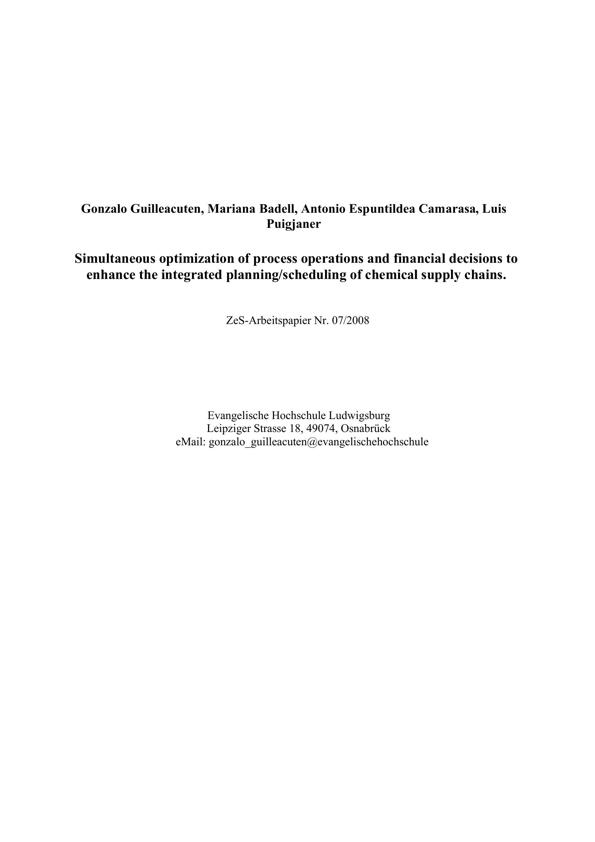 Gonzalo Guilleacuten, Mariana Badell, Antonio Espuntildea Camarasa, Luis
Puigjaner
Simultaneous optimization of process operations and financial decisions to
enhance the integrated planning/scheduling of chemical supply chains.
ZeS-Arbeitspapier Nr. 07/2008
Evangelische Hochschule Ludwigsburg
Leipziger Strasse 18, 49074, Osnabrück
eMail: gonzalo_guilleacuten@evangelischehochschule